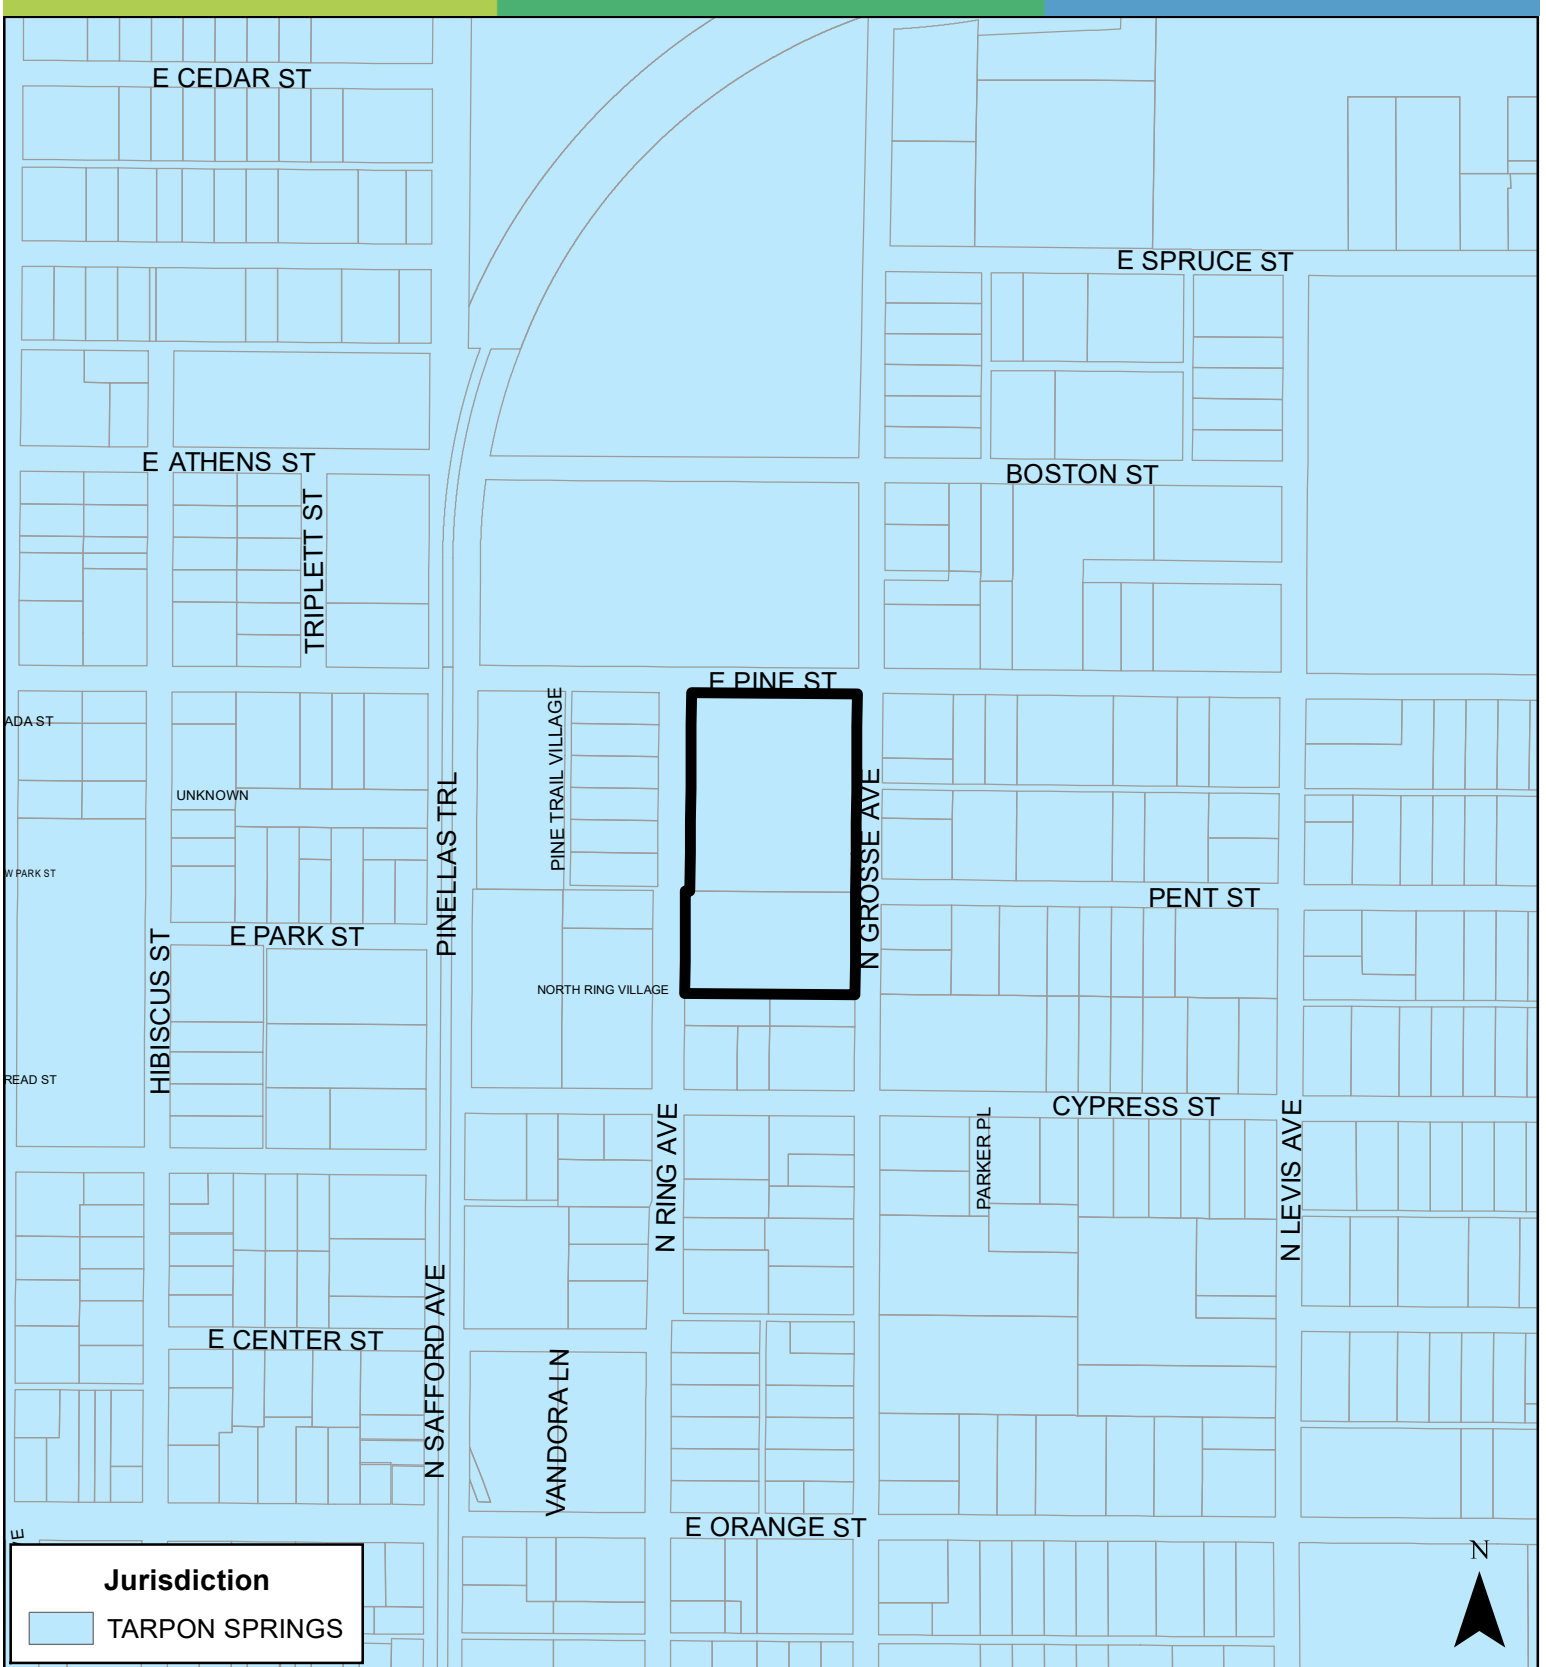 E CEDAR ST
E SPRUCE ST
E ATHENS ST
BOSTON ST
TRIPLETT ST
E PINE ST
PINE TRAIL VILLAGE
ADA ST
N GROSSE AVE
PINELLAS TRL
UNKNOWN
W PARK ST
PENT ST
E PARK ST
HIBISCUS ST
NORTH RING VILLAGE
READ ST
CYPRESS ST
N RING AVE
PARKER PL
N LEVIS AVE
N SAFFORD AVE
E CENTER ST
VANDORA LN
E ORANGE ST
N
Jurisdiction
TARPON SPRINGS